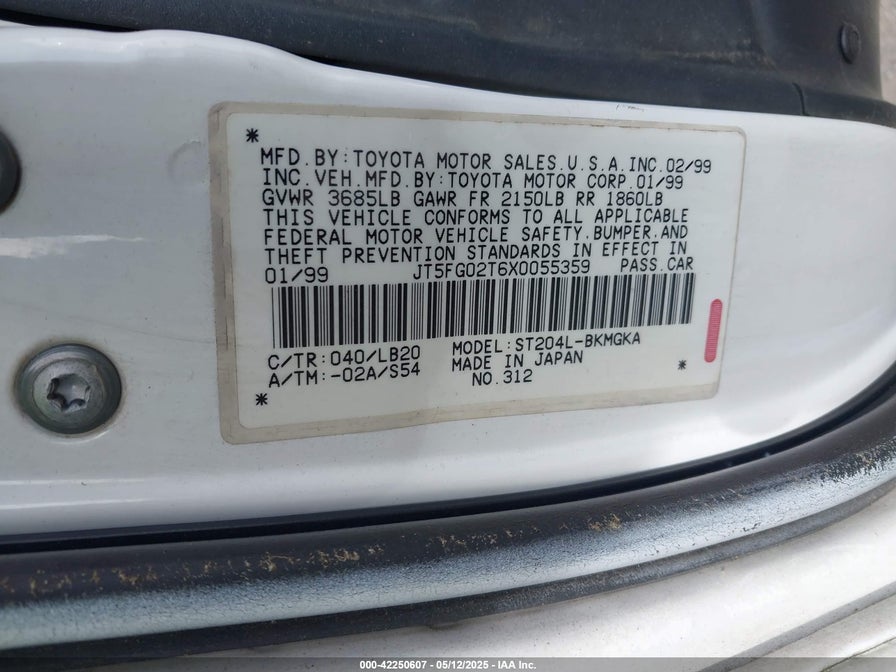 *
MFD.BY:TOYOTA MOTOR SALES.U.S.A.INC.02/99
INC.VEH.MFD.BY:TOYOTA MOTOR CORP.01/99
GVWR 3685LB GAWR FR 2150LB RR 1860LB
THIS VEHICLE CONFORMS TO ALL APPLICABLE
FEDERAL MOTOR VEHICLE SAFETY.BUMPER.AND
THEFT PREVENTION STANDARDS IN EFFECT IN
01/99 JT5FG02T6X0055359 PASS.CAR
C/TR:040/LB20 MODEL:ST204L-BKMGKA
A/TM:-02A/S54 MADE IN JAPAN *
* NO.312
000-42250607 - 05/12/2025 - IAA Inc.